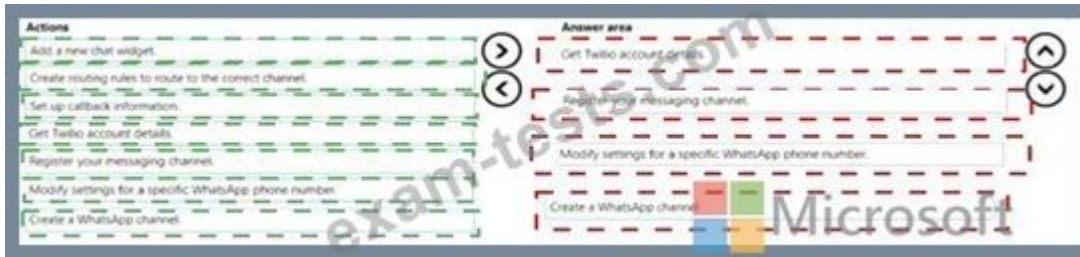 Actions
Add a new chat widget.
Create routing rules to route to the correct channel.
Set up callback information.
Get Twilio account details.
Register your messaging channel.
Modify settings for a specific WhatsApp phone number.
Create a WhatsApp channel.
Answer area
Get Twilio account details.
Register your messaging channel.
Modify settings for a specific WhatsApp phone number.
Create a WhatsApp channel.
exam-tests.com
Microsoft